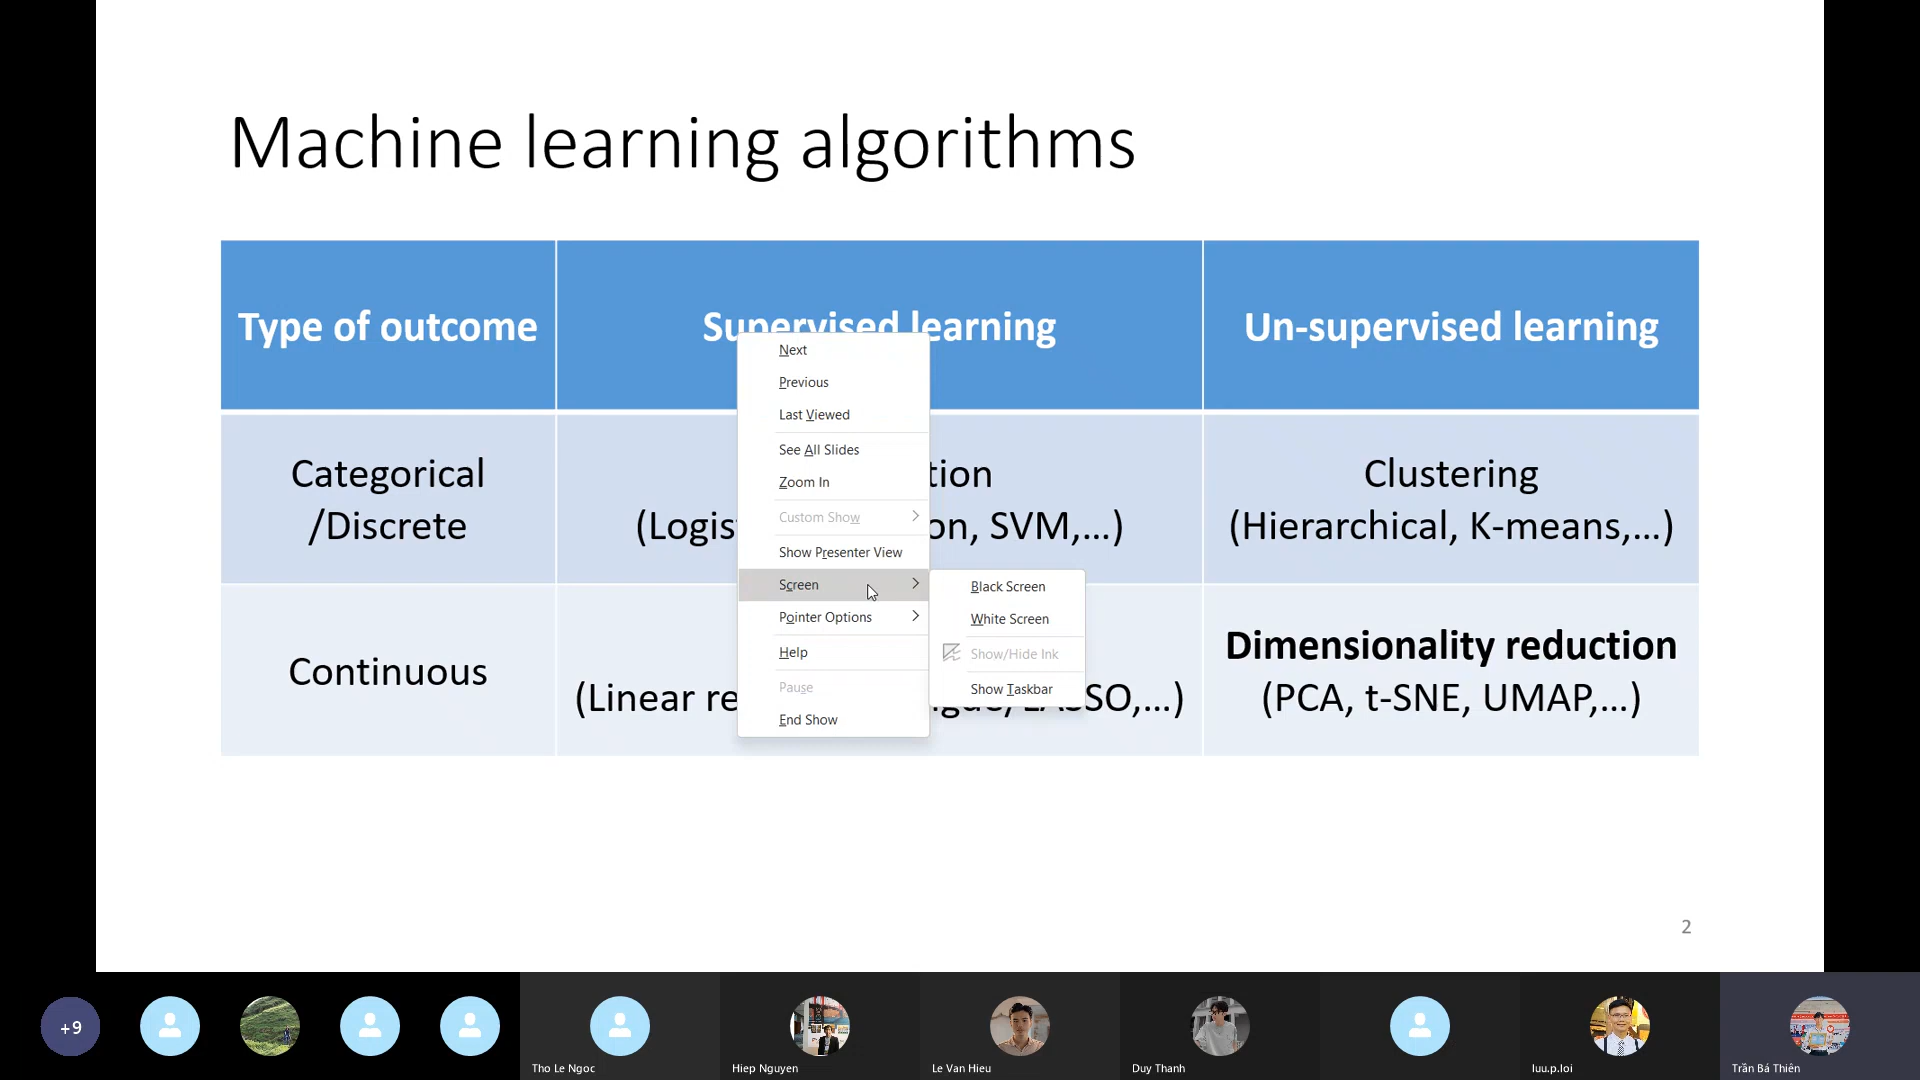 Machine learning algorithms
Type of outcome
Supervised learning
Un-supervised learning
Categorical
/Discrete
(Logis
on, SVM,...)
tion
Clustering
(Hierarchical, K-means,...)
Continuous
(Linear re
SSO,...)
Dimensionality reduction
(PCA, t-SNE, UMAP,...)
Next
Previous
Last Viewed
See All Slides
Zoom In
Custom Show
Show Presenter View
Screen
Pointer Options
Help
Pause
End Show
Black Screen
White Screen
Show/Hide Ink
Show Taskbar
2
+9
Tho Le Ngoc
Hiep Nguyen
Le Van Hieu
Duy Thanh
luu.p.loi
Trần Bá Thiên